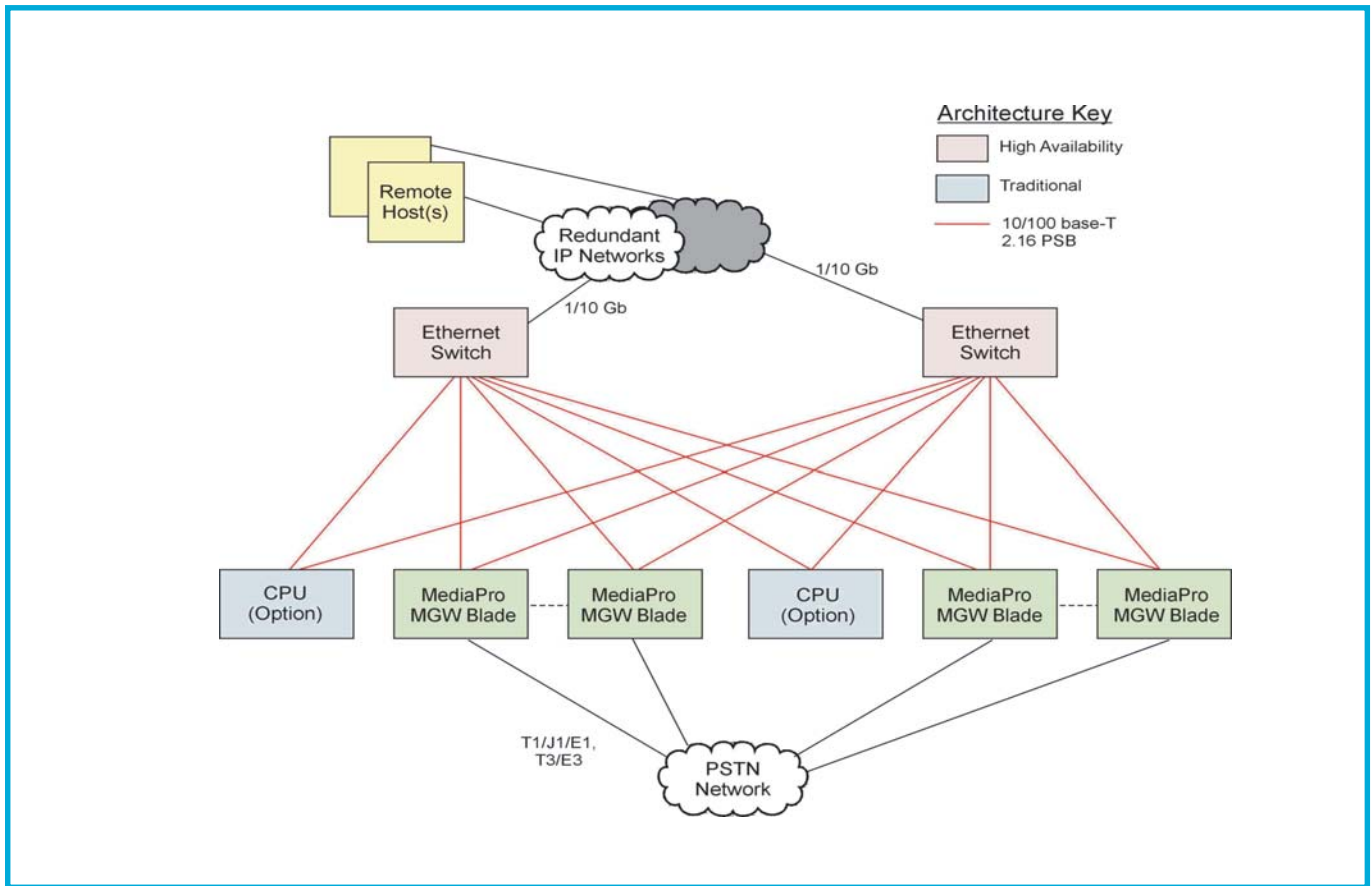 Architecture Key
High Availability
Traditional
10/100 base-T
2.16 PSB
Remote
Host(s)
Redundant
IP Networks
1/10 Gb
1/10 Gb
Ethernet
Switch
Ethernet
Switch
CPU
(Option)
MediaPro
MGW Blade
MediaPro
MGW Blade
CPU
(Option)
MediaPro
MGW Blade
MediaPro
MGW Blade
T1/J1/E1,
T3/E3
PSTN
Network